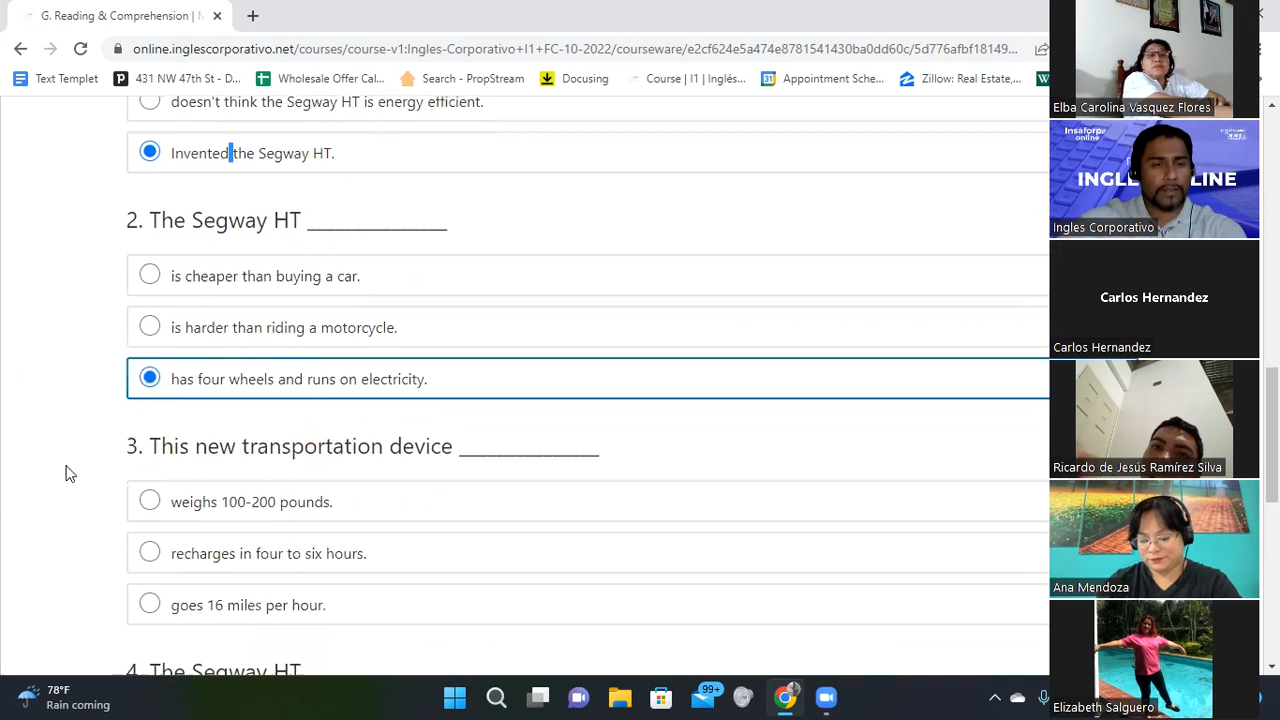 G. Reading & Comprehension |
online.inglescorporativo.net/courses/course-v1:Ingles-Corporativo+I1+FC-10-2022/courseware/e2cf624e5a474e8781541430ba0dd60c/5d776afbf18149...
Text Templet
431 NW 47th St - D...
Wholesale Offer Cal...
Search - PropStream
Docusing
Course | I1 | Inglés...
Appoinement Sche...
Zillow: Real Estate,...
doesn't think the Segway HT is energy efficient.
Invented the Segway HT.
2. The Segway HT _______________
is cheaper than buying a car.
is harder than riding a motorcycle.
has four wheels and runs on electricity.
3. This new transportation device _______________
weighs 100-200 pounds.
recharges in four to six hours.
goes 16 miles per hour.
4. The Segway HT
Elba Carolina Vasquez Flores
Insaforp
online
Ingles Corporativo
Carlos Hernandez
Carlos Hernandez
Ricardo de Jesús Ramírez Silva
Ana Mendoza
Elizabeth Salguero
78°F
Rain coming
99+